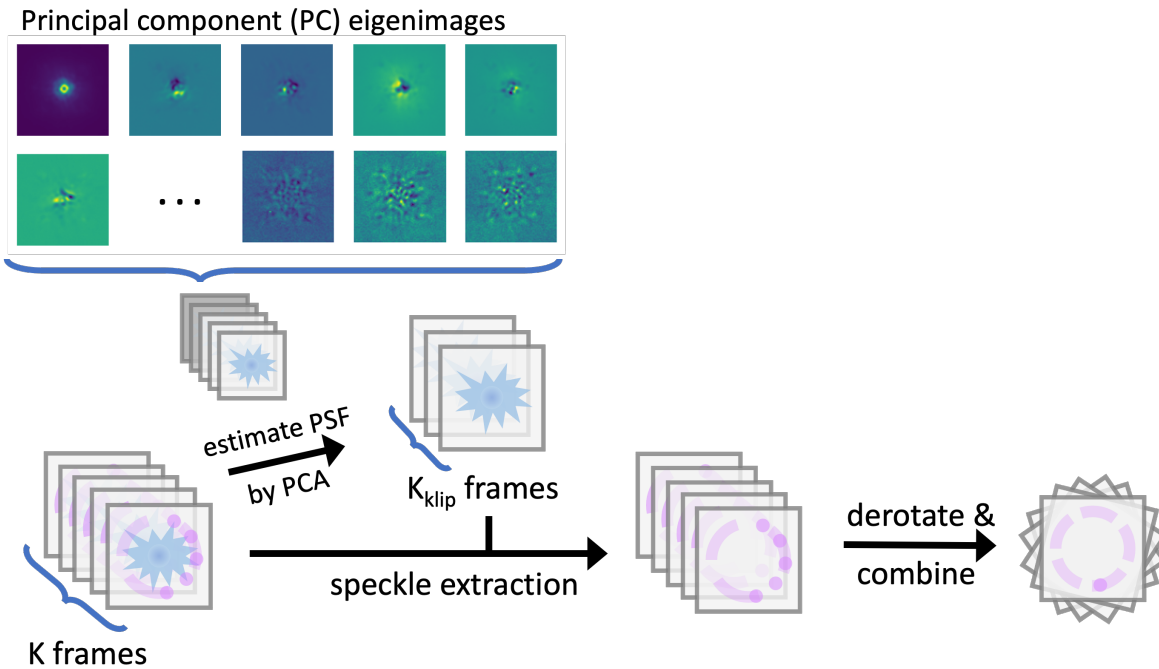 Principal component (PC) eigenimages
...
estimate PSF
by PCA
K_klip frames
speckle extraction
derotate &
combine
K frames